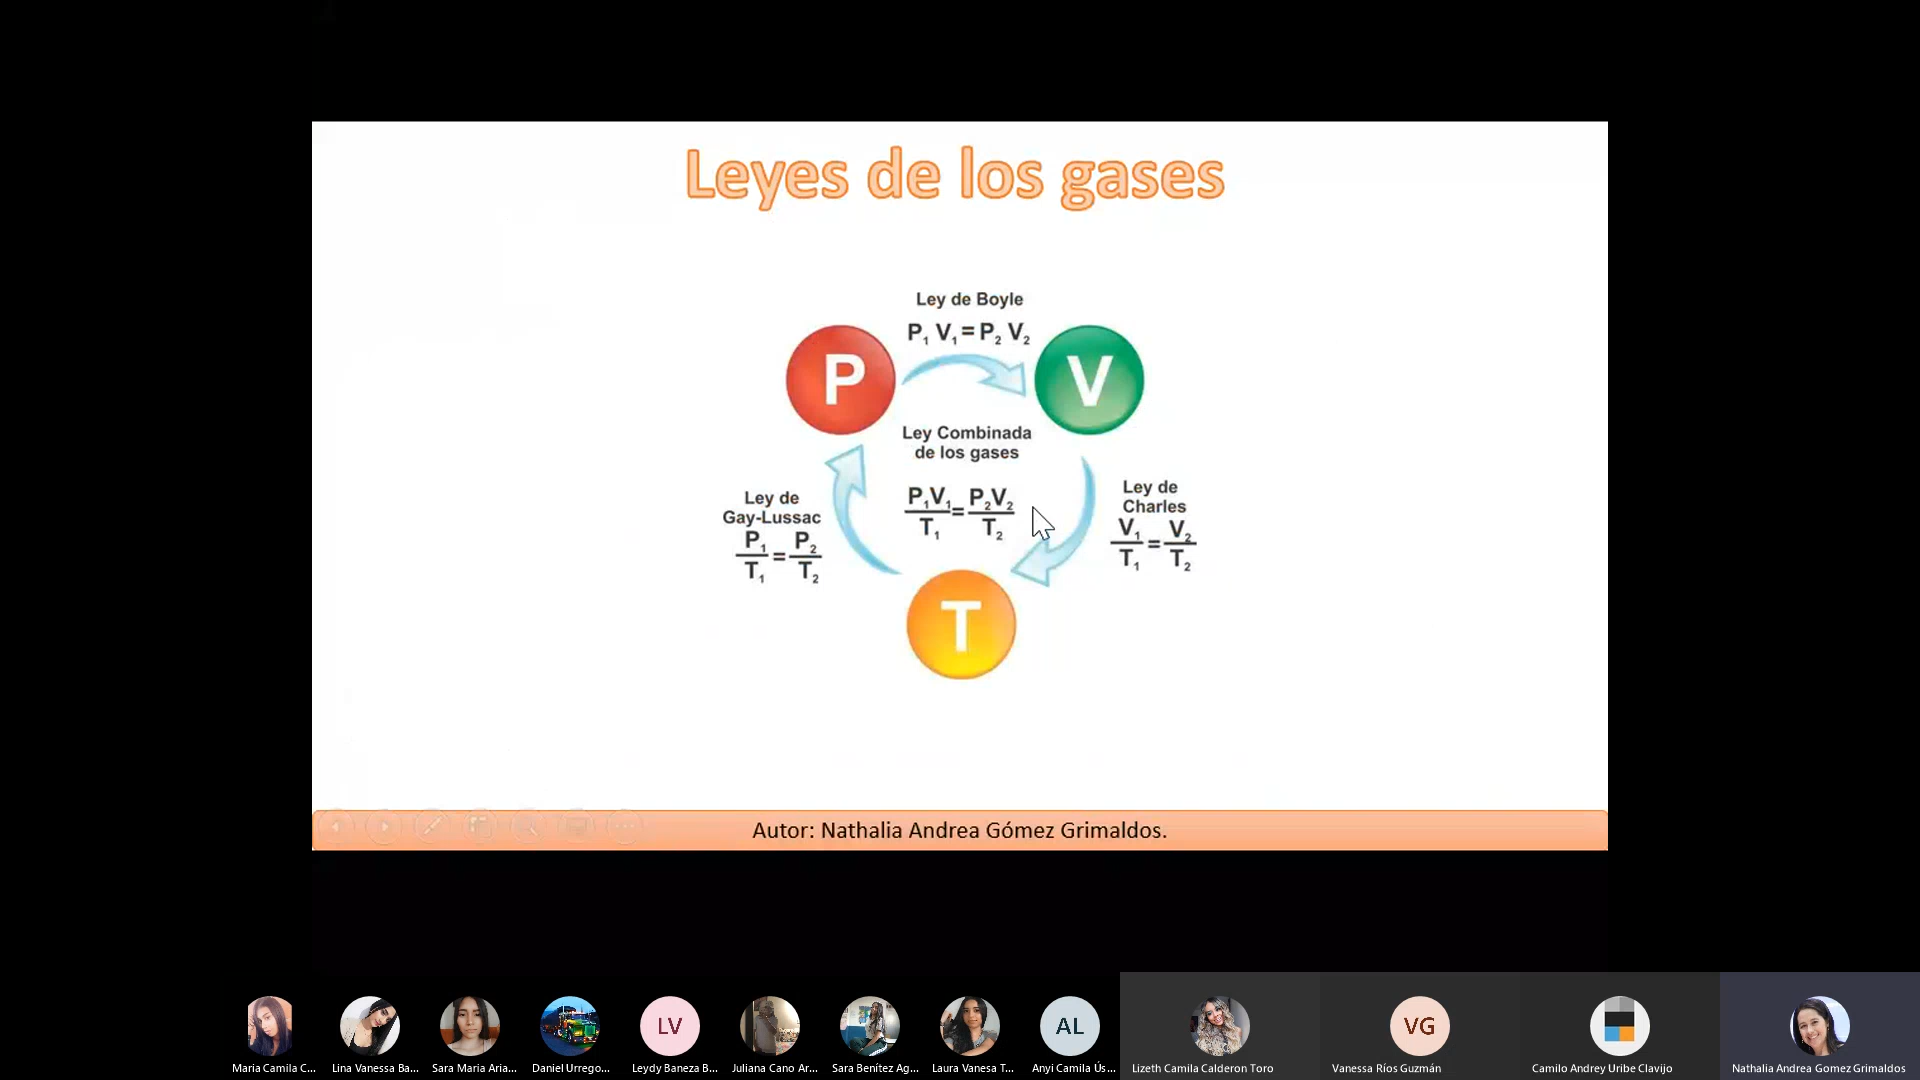 Leyes de los gases
Ley de Boyle
P₁ V₁ = P₂ V₂
P
V
Ley Combinada
de los gases
P₁V₁ = P₂V₂
T₁ T₂
Ley de
Gay-Lussac
P₁ = P₂
T₁ T₂
Ley de
Charles
V₁ = V₂
T₁ T₂
T
Autor: Nathalia Andrea Gómez Grimaldos.
LV
AL
VG
Maria Camila C...
Lina Vanessa Ba...
Sara Maria Aria...
Daniel Urrego...
Leydy Baneza B...
Juliana Cano Ar...
Sara Benítez Ag...
Laura Vanesa T...
Anyi Camila Ús...
Lizeth Camila Calderon Toro
Vanessa Ríos Guzmán
Camilo Andrey Uribe Clavijo
Nathalia Andrea Gomez Grimaldos